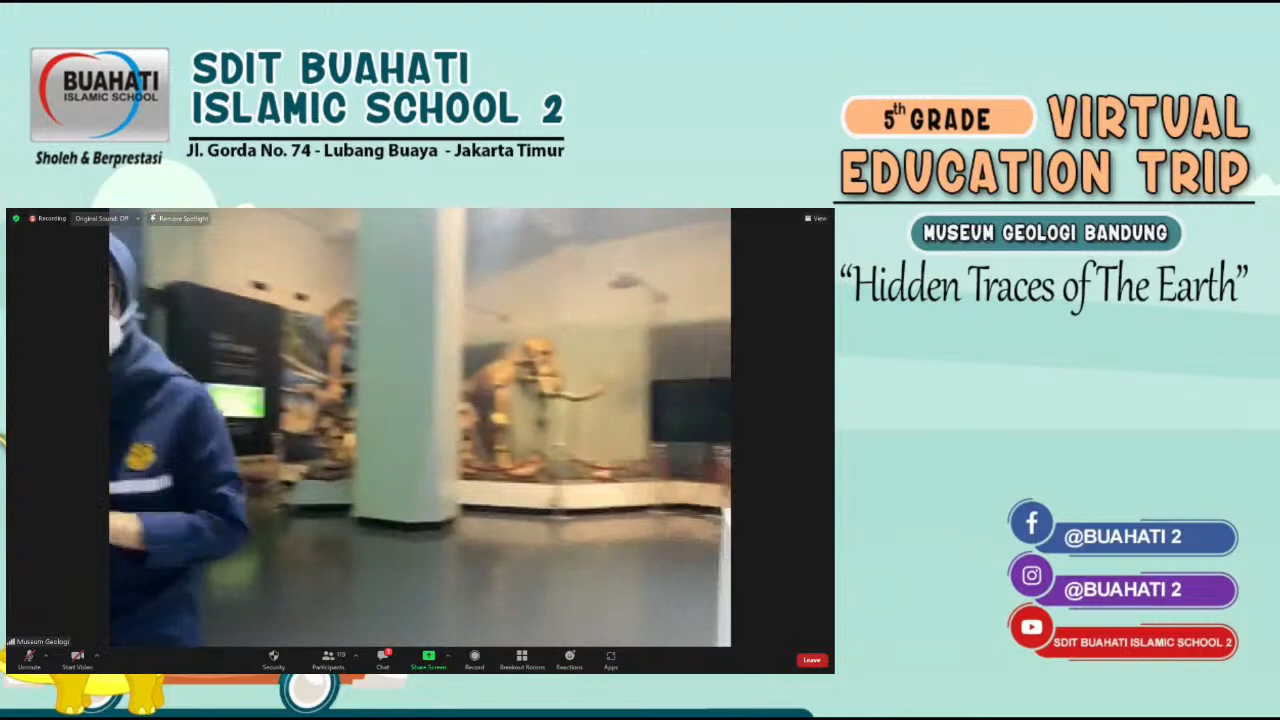 BUAHATI
ISLAMIC SCHOOL
Sholeh & Berprestasi
SDIT BUAHATI
ISLAMIC SCHOOL 2
Jl. Gorda No. 74 - Lubang Buaya - Jakarta Timur
5th GRADE VIRTUAL
EDUCATION TRIP
MUSEUM GEOLOGI BANDUNG
“Hidden Traces of The Earth”
Recording
Original Sound: Off
Remove Spotlight
View
@BUAHATI 2
@BUAHATI 2
SDIT BUAHATI ISLAMIC SCHOOL 2
Museum Geologi
Unmute
Start Video
Security
Participants
119
Chat
1
Share Screen
Record
Breakout Rooms
Reactions
Apps
Leave